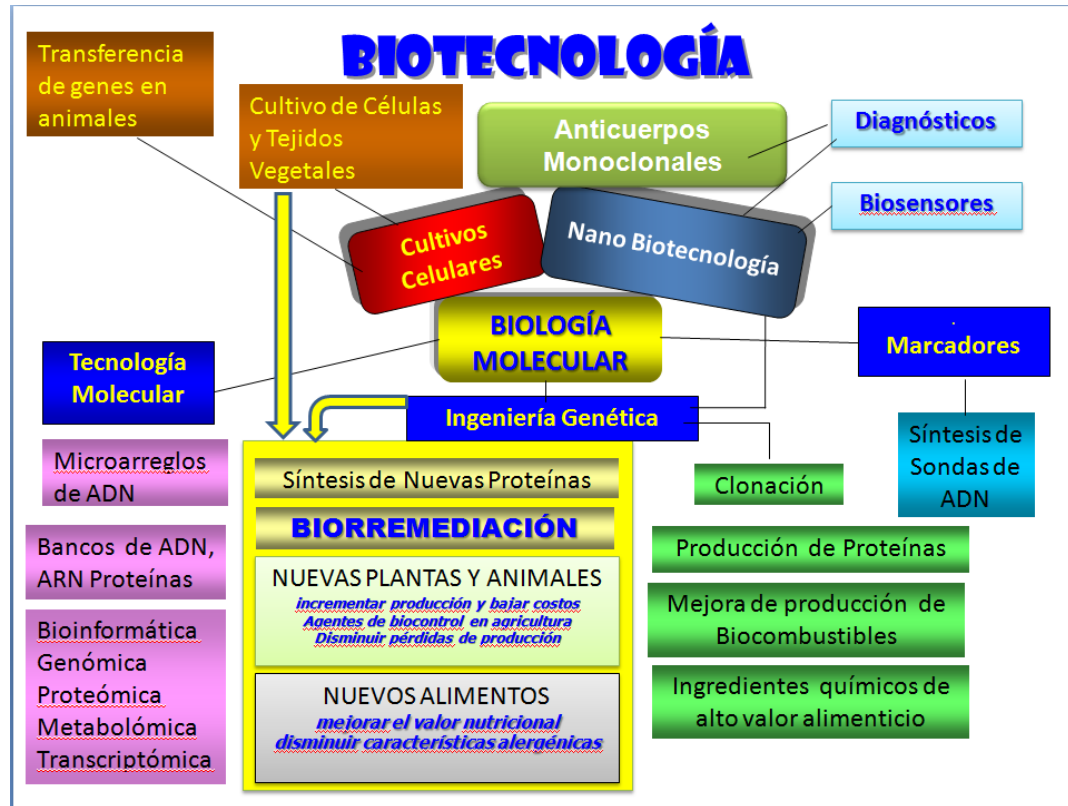 BIOTECNOLOGÍA
Transferencia
de genes en
animales
Cultivo de Células
y Tejidos
Vegetales
Anticuerpos
Monoclonales
Diagnósticos
Biosensores
Cultivos
Celulares
Nano Biotecnología
BIOLOGÍA
MOLECULAR
Tecnología
Molecular
Marcadores
Ingeniería Genética
Microarreglos
de ADN
Síntesis de Nuevas Proteínas
Clonación
Síntesis de
Sondas de
ADN
BIORREMEDIACIÓN
Bancos de ADN,
ARN Proteínas
Producción de Proteínas
NUEVAS PLANTAS Y ANIMALES
incrementar producción y bajar costos
Agentes de biocontrol en agricultura
Disminuir pérdidas de producción
Mejora de producción de
Biocombustibles
Bioinformática
Genómica
Proteómica
Metabolómica
Transcriptómica
NUEVOS ALIMENTOS
mejorar el valor nutricional
disminuir características alergénicas
Ingredientes químicos de
alto valor alimenticio